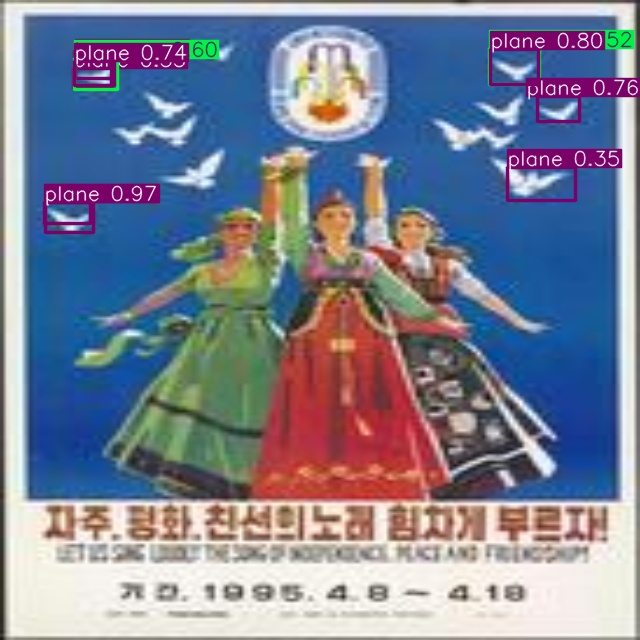 plane 0.74 60
plane 0.80 52
plane 0.76
plane 0.35
plane 0.97
자주. 평화. 친선의 노래 힘차게 부르자!
LET US SING LOUDLY THE SONG OF INDEPENDENCE, PEACE AND FRIENDSHIP!
기간. 1995. 4. 8 ~ 4. 18